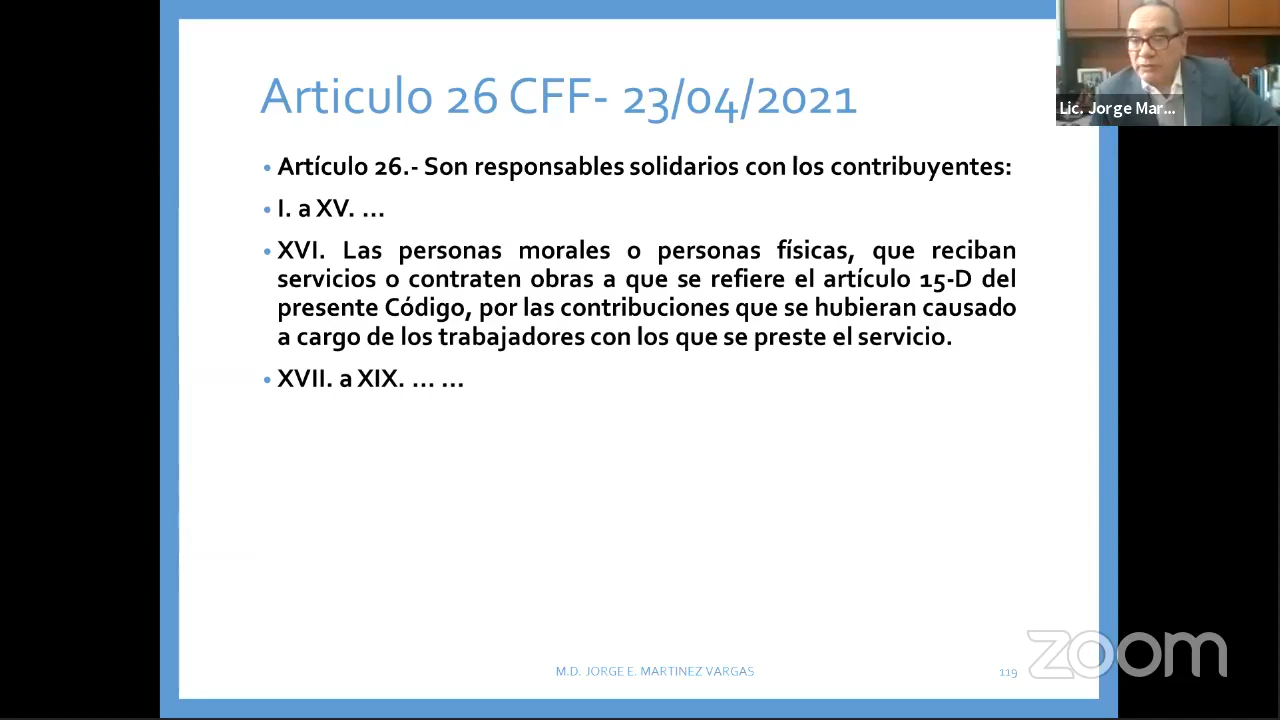 Articulo 26 CFF- 23/04/2021
Lic. Jorge Mar...
• Artículo 26.- Son responsables solidarios con los contribuyentes:
• I. a XV. ...
• XVI. Las personas morales o personas físicas, que reciban
servicios o contraten obras a que se refiere el artículo 15-D del
presente Código, por las contribuciones que se hubieran causado
a cargo de los trabajadores con los que se preste el servicio.
• XVII. a XIX. ... ...
M.D. JORGE E. MARTINEZ VARGAS
119
zoom